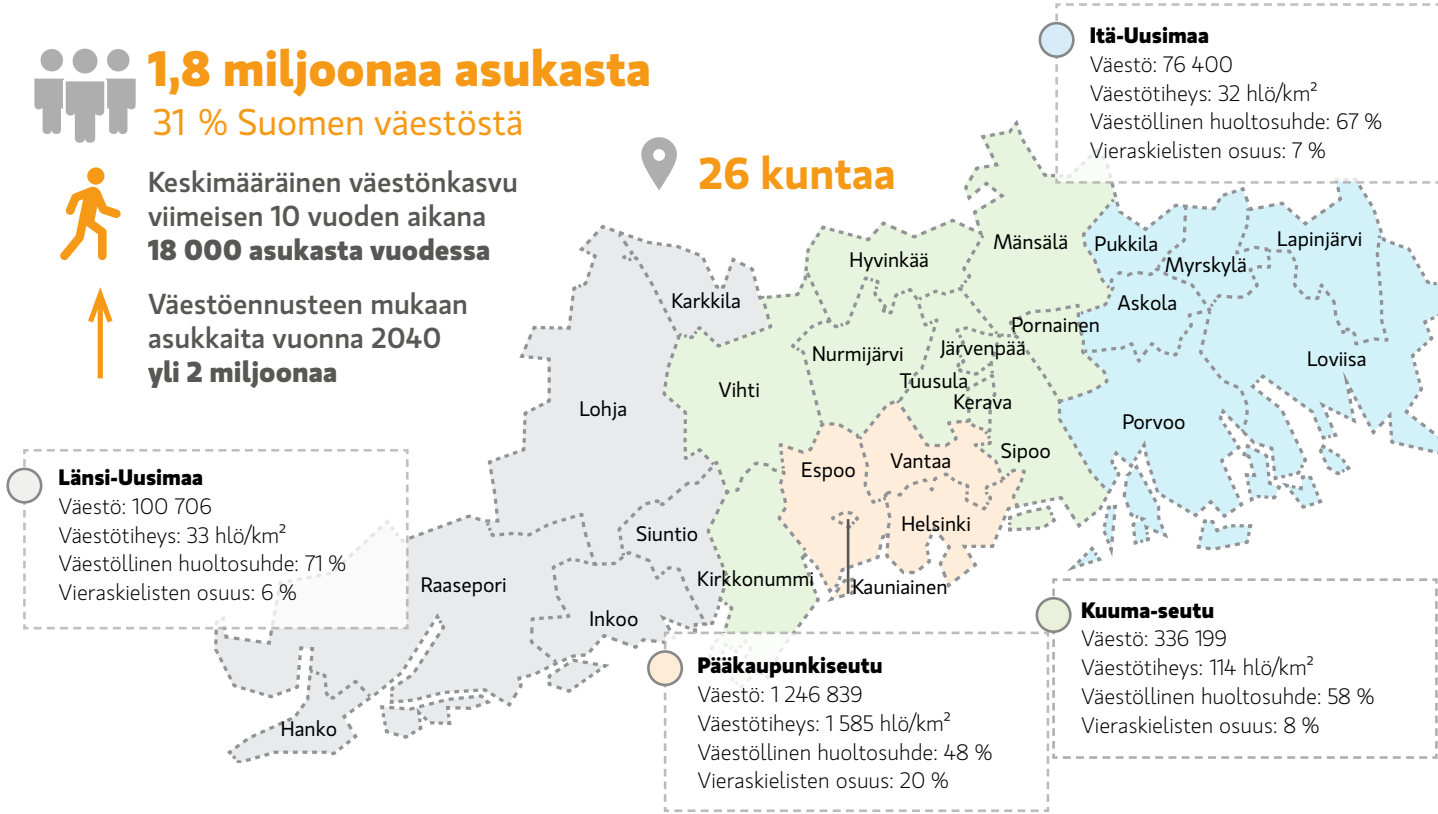 1,8 miljoonaa asukasta
31 % Suomen väestöstä
Keskimääräinen väestönkasvu
viimeisen 10 vuoden aikana
18 000 asukasta vuodessa
Väestöennusteen mukaan
asukkaita vuonna 2040
yli 2 miljoonaa
26 kuntaa
Itä-Uusimaa
Väestö: 76 400
Väestötiheys: 32 hlö/km²
Väestöllinen huoltosuhde: 67 %
Vieraskielisten osuus: 7 %
Mänsälä
Pukkila
Lapinjärvi
Hyvinkää
Myrskylä
Karkkila
Askola
Pornainen
Nurmijärvi
Järvenpää
Loviisa
Vihti
Tuusula
Kerava
Lohja
Porvoo
Sipoo
Espoo
Vantaa
Siuntio
Helsinki
Raasepori
Kirkkonummi
Kauniainen
Inkoo
Hanko
Länsi-Uusimaa
Väestö: 100 706
Väestötiheys: 33 hlö/km²
Väestöllinen huoltosuhde: 71 %
Vieraskielisten osuus: 6 %
Pääkaupunkiseutu
Väestö: 1 246 839
Väestötiheys: 1 585 hlö/km²
Väestöllinen huoltosuhde: 48 %
Vieraskielisten osuus: 20 %
Kuuma-seutu
Väestö: 336 199
Väestötiheys: 114 hlö/km²
Väestöllinen huoltosuhde: 58 %
Vieraskielisten osuus: 8 %